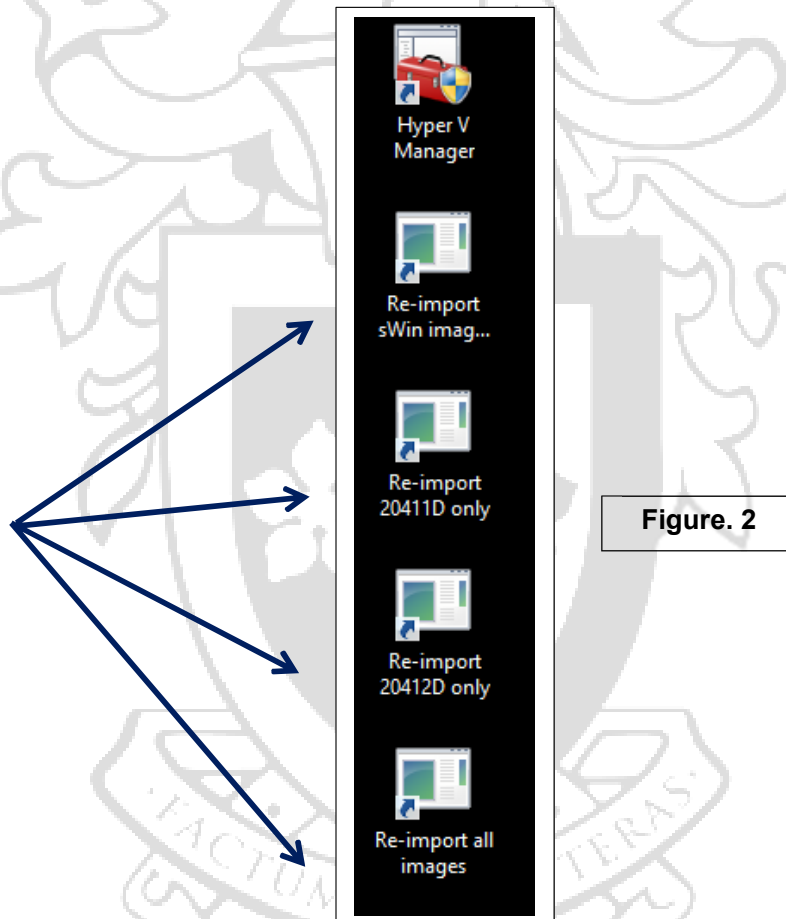 Hyper V
Manager
Re-import
sWin imag...
Re-import
20411D only
Figure. 2
Re-import
20412D only
Re-import all
images